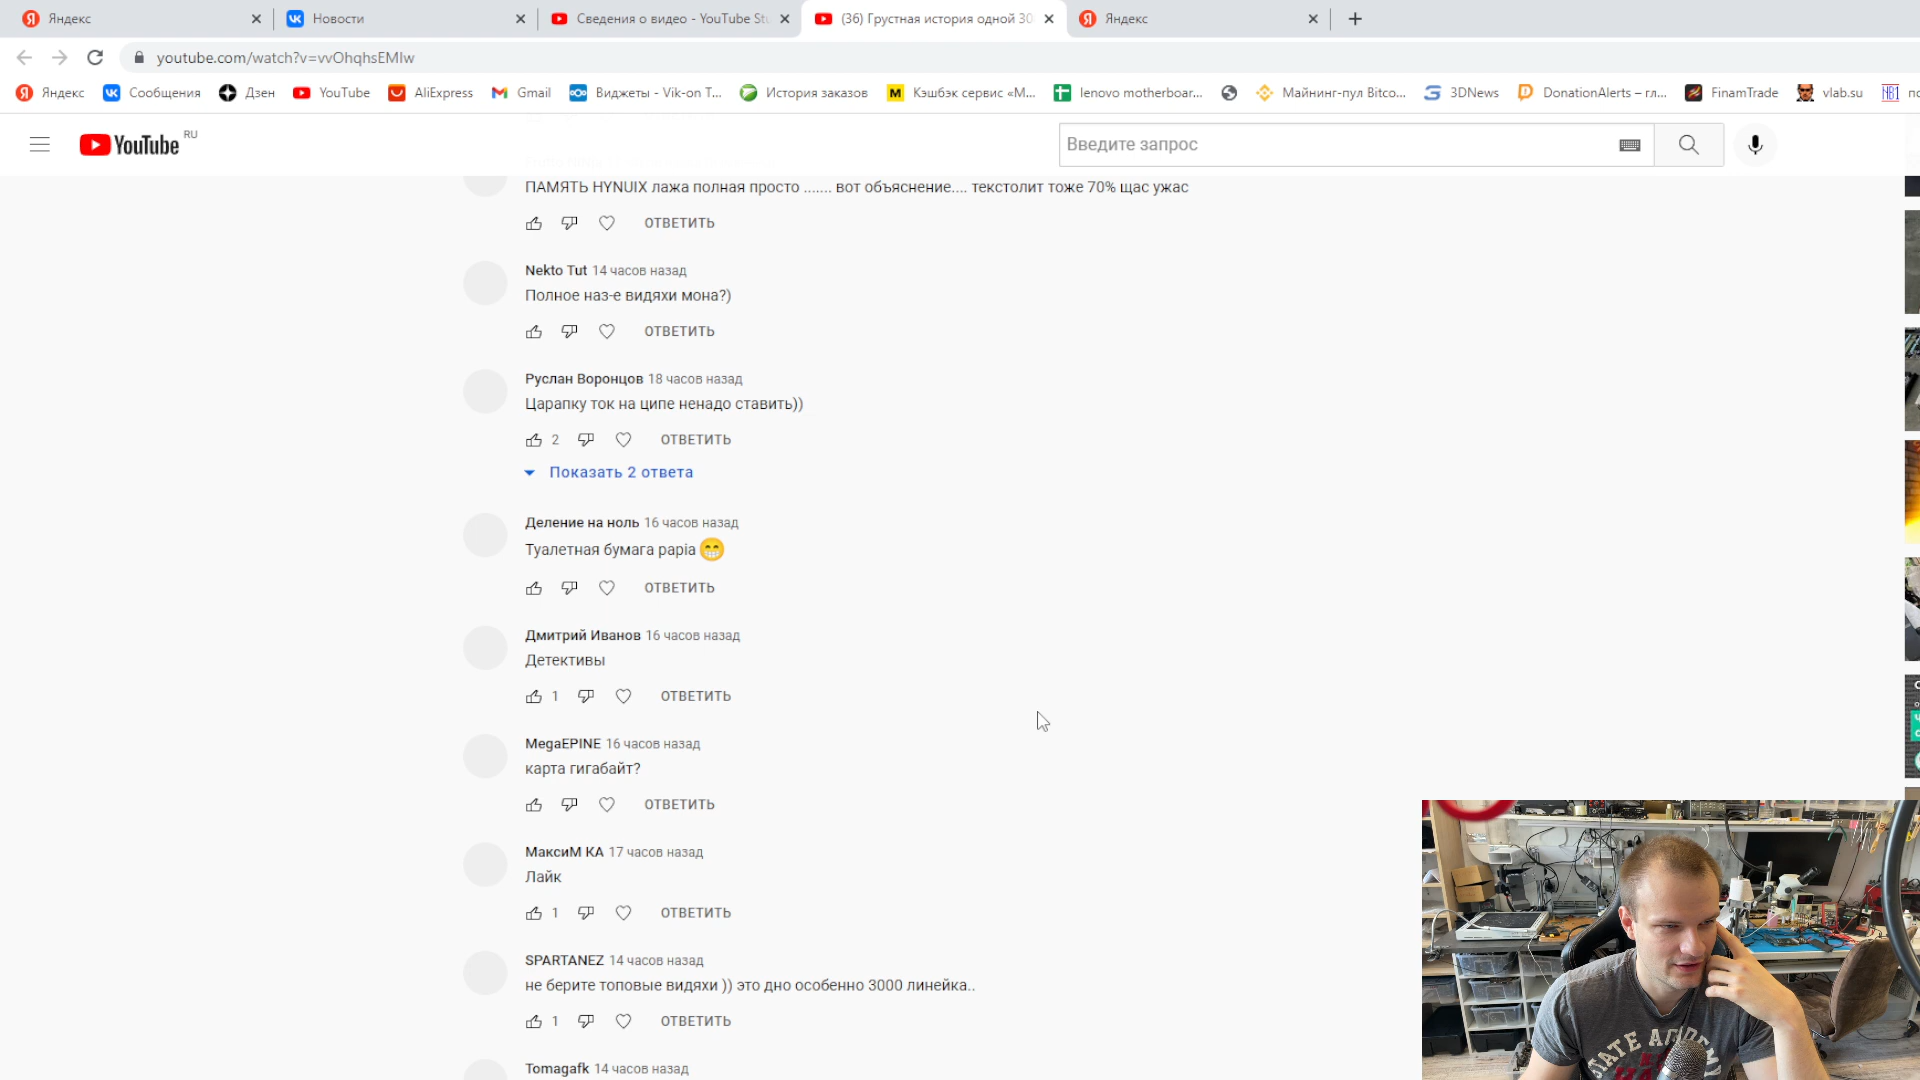 Яндекс
Новости
Сведения о видео - YouTube Stu
(36) Грустная история одной 30
Яндекс
youtube.com/watch?v=vvOhqhsEMIw
Яндекс
Сообщения
Дзен
YouTube
AliExpress
Gmail
Виджеты - Vik-on T...
История заказов
Кэшбэк сервис «М...
lenovo motherboar...
Майнинг-пул Bitco...
3DNews
DonationAlerts – гл...
FinamTrade
vlab.su
YouTube RU
Введите запрос
ПАМЯТЬ HYNUIX лажа полная просто ....... вот объяснение.... текстолит тоже 70% щас ужас
ОТВЕТИТЬ
Nekto Tut 14 часов назад
Полное наз-е видяхи мона?)
ОТВЕТИТЬ
Руслан Воронцов 18 часов назад
Царапку ток на ципе ненадо ставить))
2 ОТВЕТИТЬ
Показать 2 ответа
Деление на ноль 16 часов назад
Туалетная бумага papia 😁
ОТВЕТИТЬ
Дмитрий Иванов 16 часов назад
Детективы
1 ОТВЕТИТЬ
MegaEPINE 16 часов назад
карта гигабайт?
ОТВЕТИТЬ
МаксиМ КА 17 часов назад
Лайк
1 ОТВЕТИТЬ
SPARTANEZ 14 часов назад
не берите топовые видяхи )) это дно особенно 3000 линейка..
1 ОТВЕТИТЬ
Tomagafk 14 часов назад